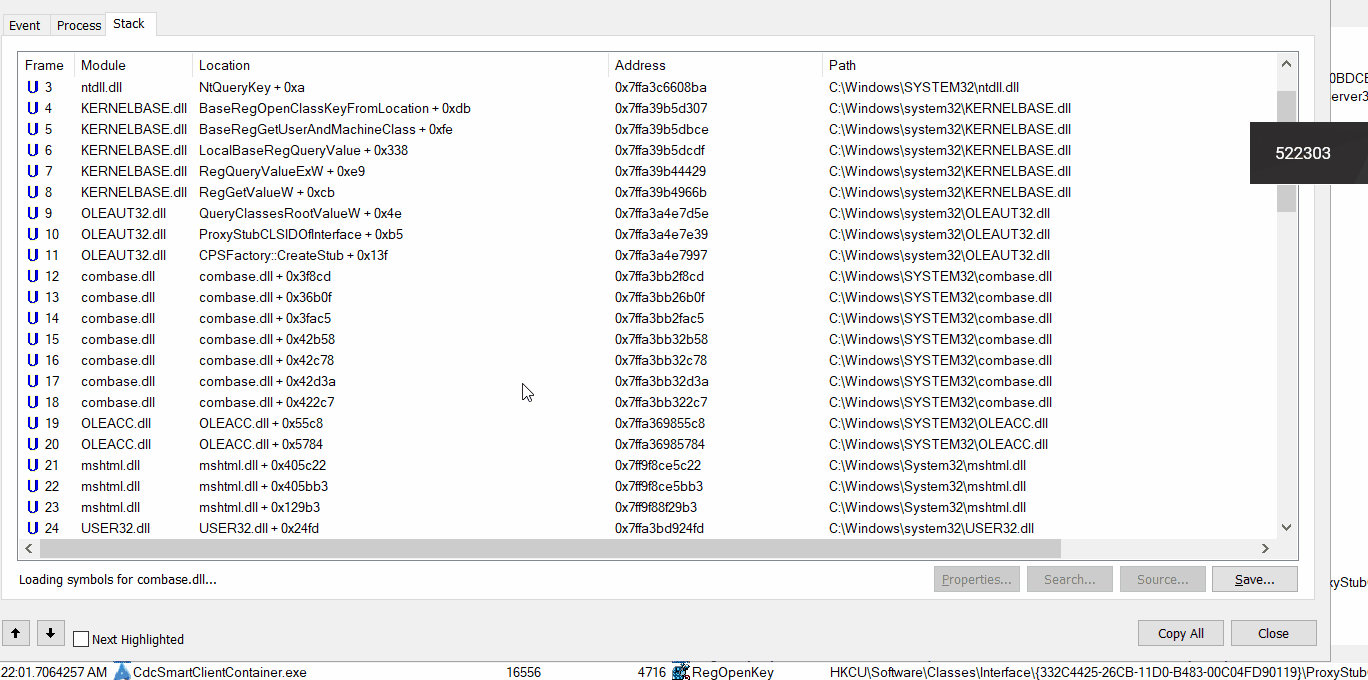 Event Process Stack
Frame Module Location Address Path
U 3 ntdll.dll NtQueryKey + 0xa 0x7ffa3c6608ba C:\Windows\SYSTEM32\ntdll.dll
0BDCE
U 4 KERNELBASE.dll BaseRegOpenClassKeyFromLocation + 0xdb 0x7ffa39b5d307 C:\Windows\system32\KERNELBASE.dll
erver3
U 5 KERNELBASE.dll BaseRegGetUserAndMachineClass + 0xfe 0x7ffa39b5dbce C:\Windows\system32\KERNELBASE.dll
U 6 KERNELBASE.dll LocalBaseRegQueryValue + 0x338 0x7ffa39b5dcdf C:\Windows\system32\KERNELBASE.dll
522303
U 7 KERNELBASE.dll RegQueryValueExW + 0xe9 0x7ffa39b44429 C:\Windows\system32\KERNELBASE.dll
U 8 KERNELBASE.dll RegGetValueW + 0xcb 0x7ffa39b4966b C:\Windows\system32\KERNELBASE.dll
U 9 OLEAUT32.dll QueryClassesRootValueW + 0x4e 0x7ffa3a4e7d5e C:\Windows\system32\OLEAUT32.dll
U 10 OLEAUT32.dll ProxyStubCLSIDOfInterface + 0xb5 0x7ffa3a4e7e39 C:\Windows\system32\OLEAUT32.dll
U 11 OLEAUT32.dll CPSFactory::CreateStub + 0x13f 0x7ffa3a4e7997 C:\Windows\system32\OLEAUT32.dll
U 12 combase.dll combase.dll + 0x3f8cd 0x7ffa3bb2f8cd C:\Windows\SYSTEM32\combase.dll
U 13 combase.dll combase.dll + 0x36b0f 0x7ffa3bb26b0f C:\Windows\SYSTEM32\combase.dll
U 14 combase.dll combase.dll + 0x3fac5 0x7ffa3bb2fac5 C:\Windows\SYSTEM32\combase.dll
U 15 combase.dll combase.dll + 0x42b58 0x7ffa3bb32b58 C:\Windows\SYSTEM32\combase.dll
U 16 combase.dll combase.dll + 0x42c78 0x7ffa3bb32c78 C:\Windows\SYSTEM32\combase.dll
U 17 combase.dll combase.dll + 0x42d3a 0x7ffa3bb32d3a C:\Windows\SYSTEM32\combase.dll
U 18 combase.dll combase.dll + 0x422c7 0x7ffa3bb322c7 C:\Windows\SYSTEM32\combase.dll
U 19 OLEACC.dll OLEACC.dll + 0x55c8 0x7ffa369855c8 C:\Windows\SYSTEM32\OLEACC.dll
U 20 OLEACC.dll OLEACC.dll + 0x5784 0x7ffa36985784 C:\Windows\SYSTEM32\OLEACC.dll
U 21 mshtml.dll mshtml.dll + 0x405c22 0x7ff9f8ce5c22 C:\Windows\System32\mshtml.dll
U 22 mshtml.dll mshtml.dll + 0x405bb3 0x7ff9f8ce5bb3 C:\Windows\System32\mshtml.dll
U 23 mshtml.dll mshtml.dll + 0x129b3 0x7ff9f88f29b3 C:\Windows\System32\mshtml.dll
U 24 USER32.dll USER32.dll + 0x24fd 0x7ffa3bd924fd C:\Windows\system32\USER32.dll
Loading symbols for combase.dll... Properties... Search... Source... Save...
xyStub
Next Highlighted Copy All Close
22:01.7064257 AM CdcSmartClientContainer.exe 16556 4716 RegOpenKey HKCU\Software\Classes\Interface\{332C4425-26CB-11D0-B483-00C04FD90119}\ProxyStub